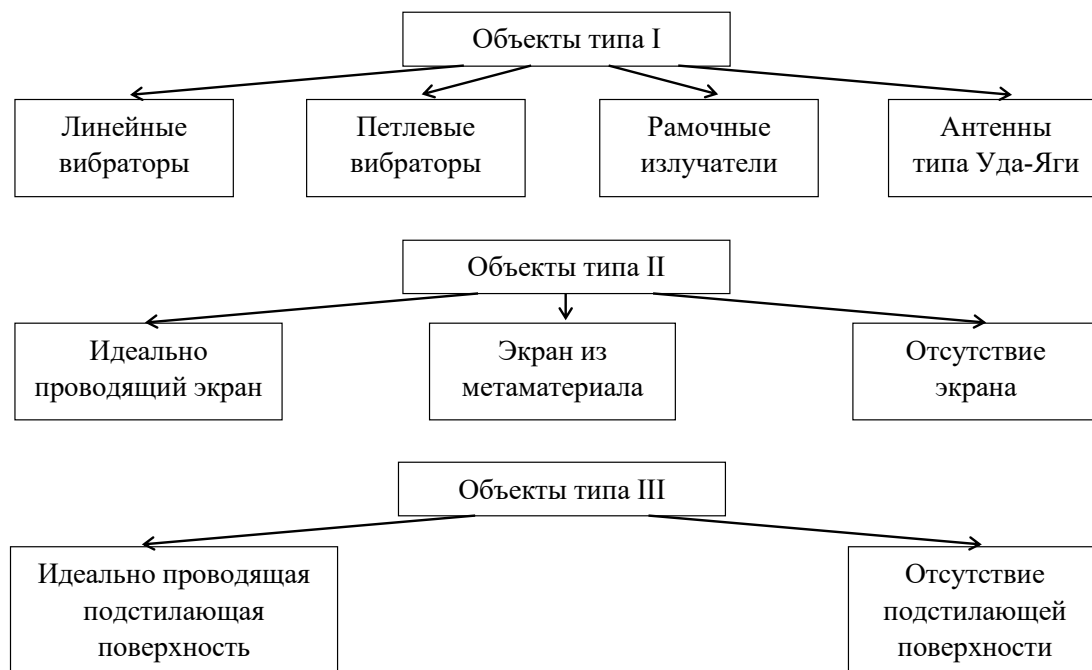 Объекты типа I
Линейные
вибраторы
Петлевые
вибраторы
Рамочные
излучатели
Антенны
типа Уда-Яги
Объекты типа II
Идеально
проводящий экран
Экран из
метаматериала
Отсутствие
экрана
Объекты типа III
Идеально проводящая
подстилающая
поверхность
Отсутствие
подстилающей
поверхности